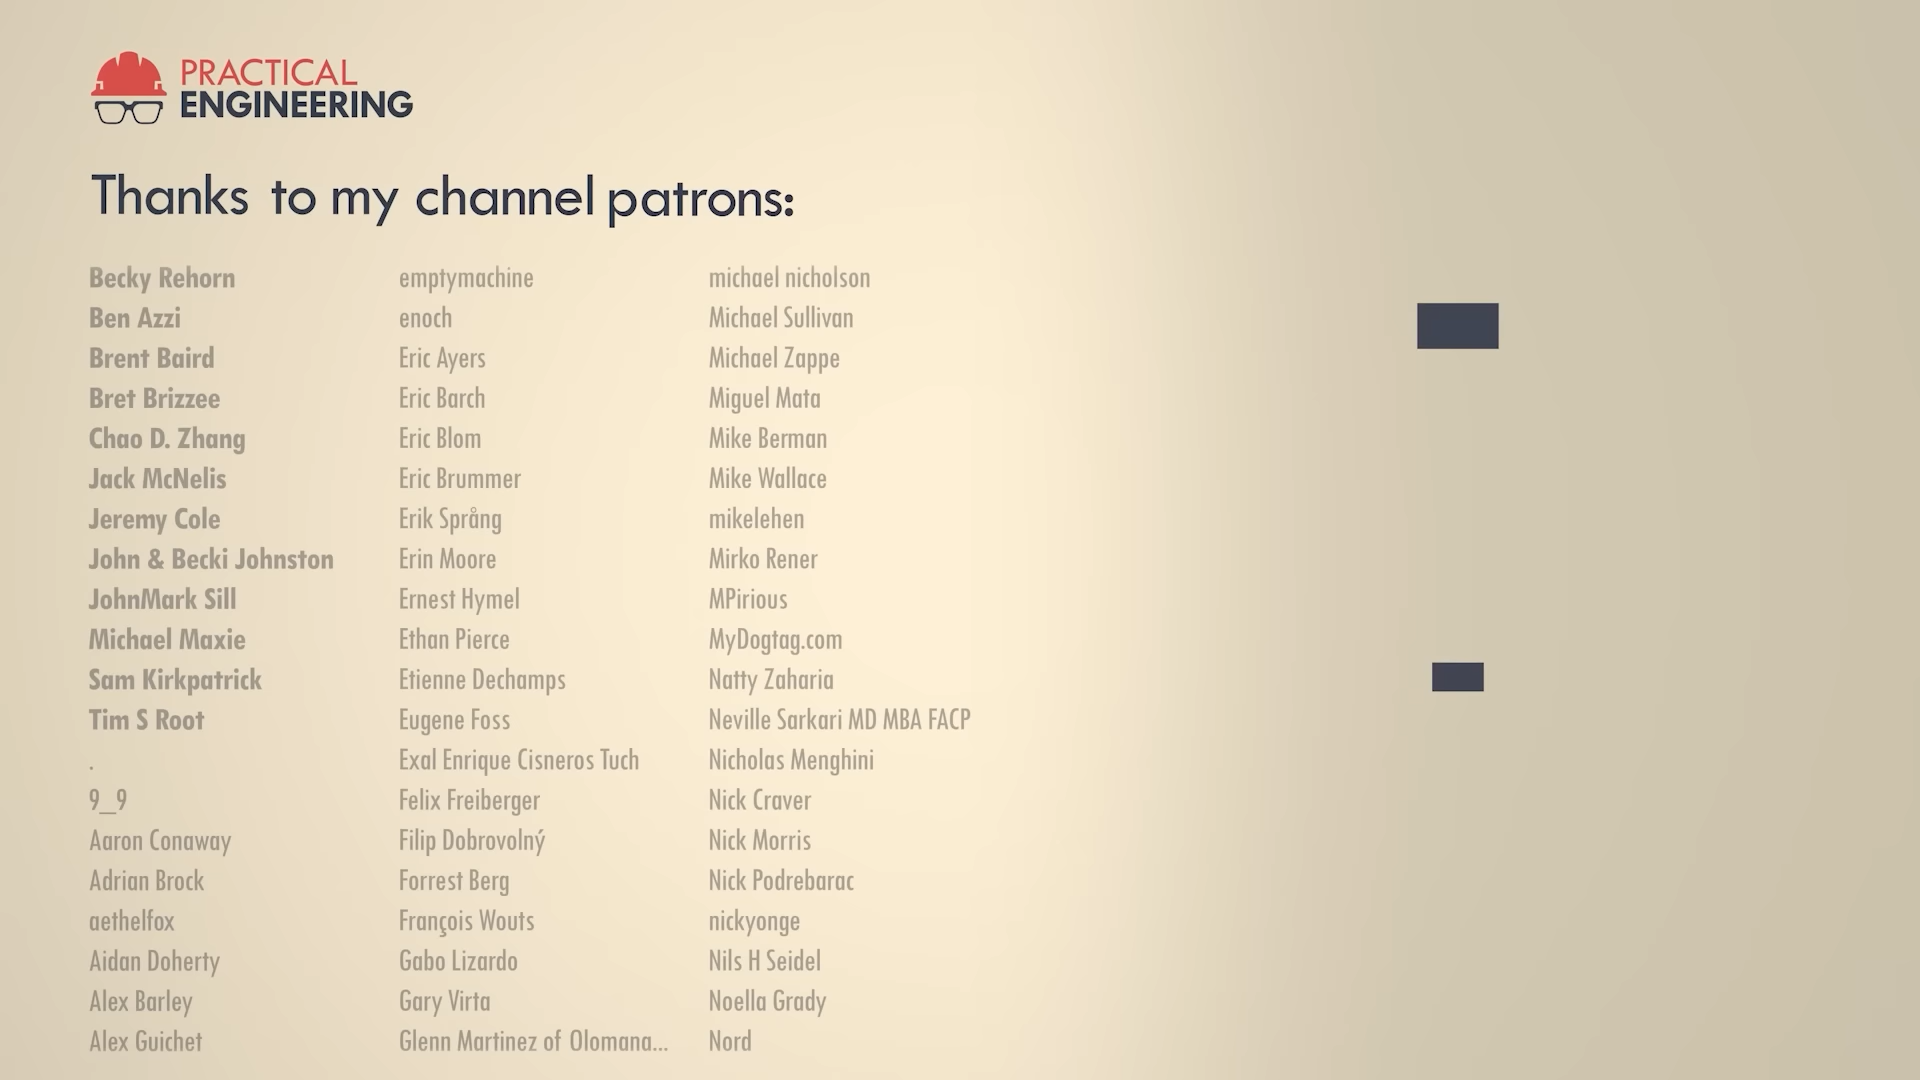 PRACTICAL
ENGINEERING
Thanks to my channel patrons:
Becky Rehorn
Ben Azzi
Brent Baird
Bret Brizzee
Chao D. Zhang
Jack McNelis
Jeremy Cole
John & Becki Johnston
JohnMark Sill
Michael Maxie
Sam Kirkpatrick
Tim S Root
.
9_9
Aaron Conaway
Adrian Brock
aethelfox
Aidan Doherty
Alex Barley
Alex Guichet
emptymachine
enoch
Eric Ayers
Eric Barch
Eric Blom
Eric Brummer
Erik Språng
Erin Moore
Ernest Hymel
Ethan Pierce
Etienne Dechamps
Eugene Foss
Exal Enrique Cisneros Tuch
Felix Freiberger
Filip Dobrovolný
Forrest Berg
François Wouts
Gabo Lizardo
Gary Virta
Glenn Martinez of Olomana...
michael nicholson
Michael Sullivan
Michael Zappe
Miguel Mata
Mike Berman
Mike Wallace
mikelehen
Mirko Rener
MPirious
MyDogtag.com
Natty Zaharia
Neville Sarkari MD MBA FACP
Nicholas Menghini
Nick Craver
Nick Morris
Nick Podrebarac
nickyonge
Nils H Seidel
Noella Grady
Nord